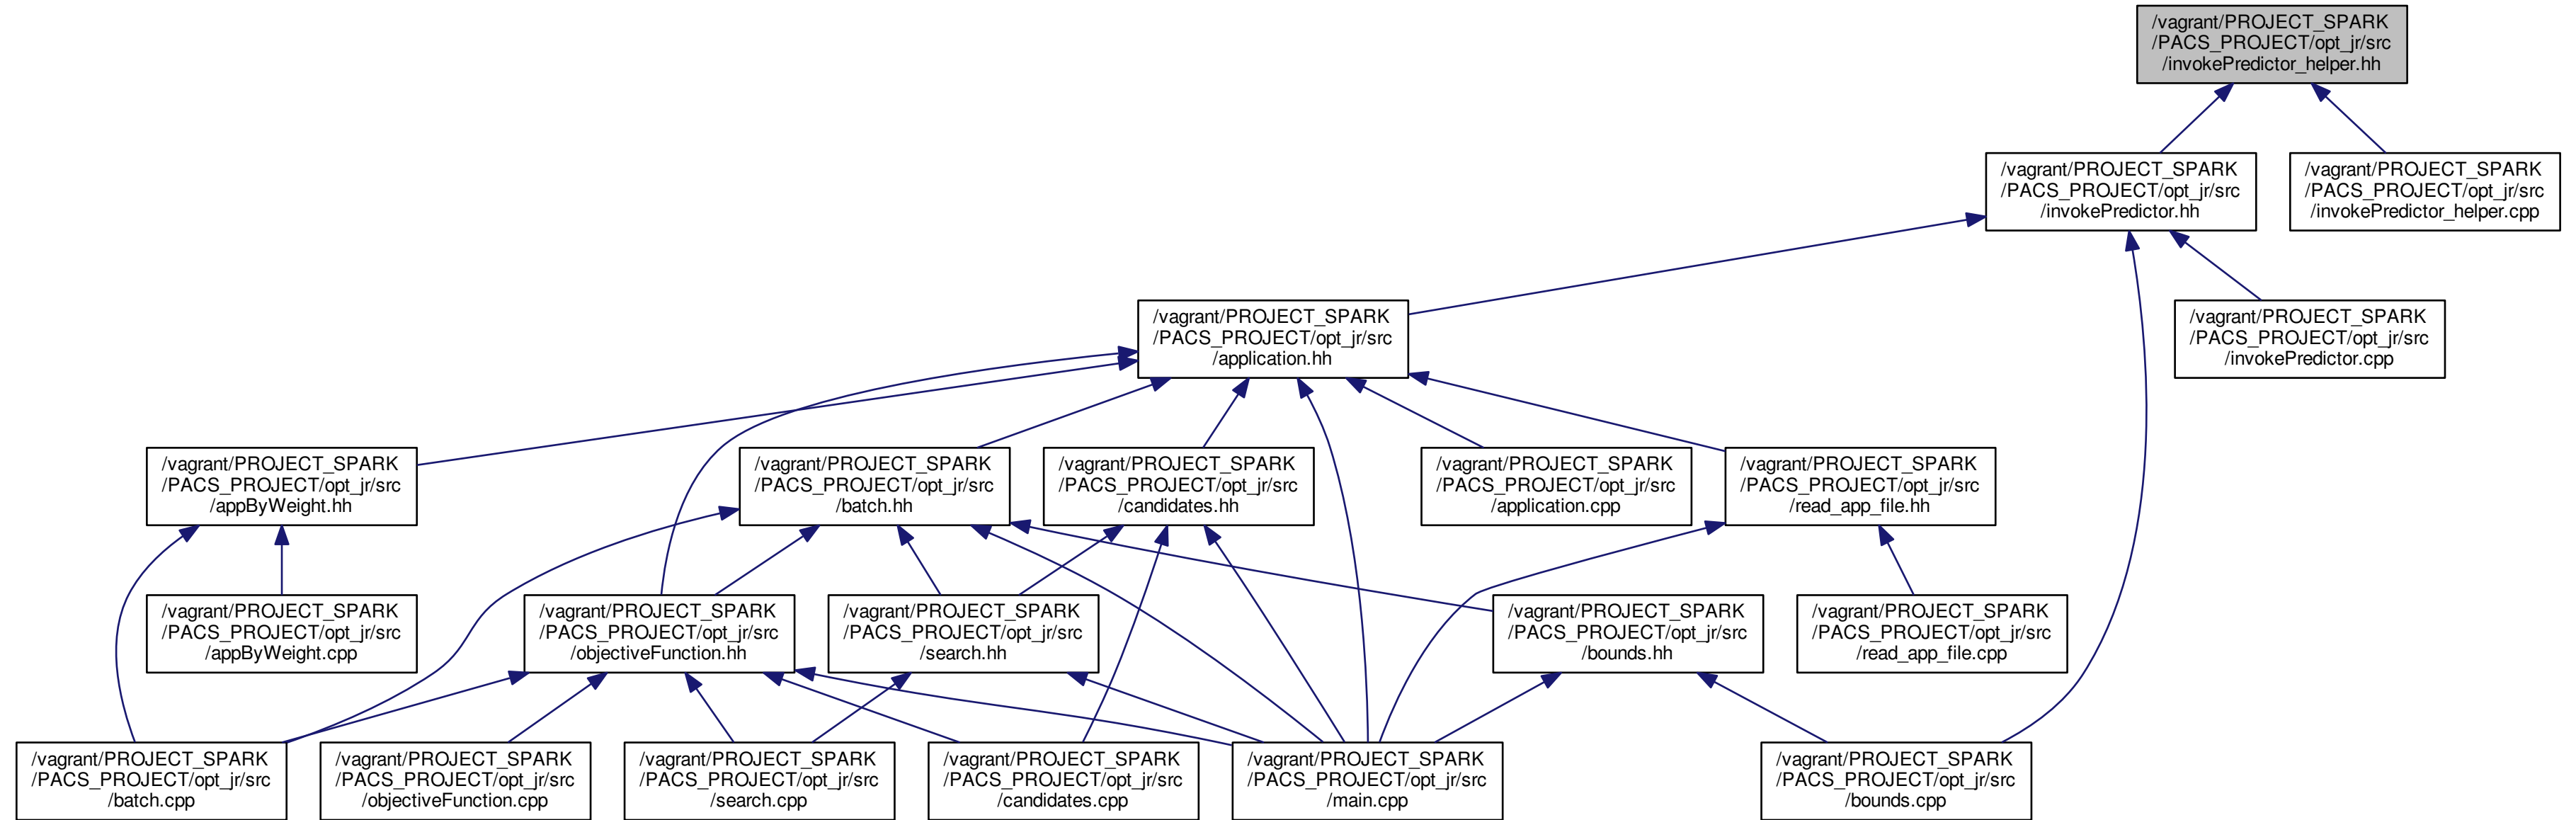 /vagrant/PROJECT_SPARK
/PACS_PROJECT/opt_jr/src
/invokePredictor_helper.hh
/vagrant/PROJECT_SPARK
/PACS_PROJECT/opt_jr/src
/invokePredictor.hh
/vagrant/PROJECT_SPARK
/PACS_PROJECT/opt_jr/src
/invokePredictor_helper.cpp
/vagrant/PROJECT_SPARK
/PACS_PROJECT/opt_jr/src
/application.hh
/vagrant/PROJECT_SPARK
/PACS_PROJECT/opt_jr/src
/invokePredictor.cpp
/vagrant/PROJECT_SPARK
/PACS_PROJECT/opt_jr/src
/appByWeight.hh
/vagrant/PROJECT_SPARK
/PACS_PROJECT/opt_jr/src
/batch.hh
/vagrant/PROJECT_SPARK
/PACS_PROJECT/opt_jr/src
/candidates.hh
/vagrant/PROJECT_SPARK
/PACS_PROJECT/opt_jr/src
/application.cpp
/vagrant/PROJECT_SPARK
/PACS_PROJECT/opt_jr/src
/read_app_file.hh
/vagrant/PROJECT_SPARK
/PACS_PROJECT/opt_jr/src
/appByWeight.cpp
/vagrant/PROJECT_SPARK
/PACS_PROJECT/opt_jr/src
/objectiveFunction.hh
/vagrant/PROJECT_SPARK
/PACS_PROJECT/opt_jr/src
/search.hh
/vagrant/PROJECT_SPARK
/PACS_PROJECT/opt_jr/src
/bounds.hh
/vagrant/PROJECT_SPARK
/PACS_PROJECT/opt_jr/src
/read_app_file.cpp
/vagrant/PROJECT_SPARK
/PACS_PROJECT/opt_jr/src
/batch.cpp
/vagrant/PROJECT_SPARK
/PACS_PROJECT/opt_jr/src
/objectiveFunction.cpp
/vagrant/PROJECT_SPARK
/PACS_PROJECT/opt_jr/src
/search.cpp
/vagrant/PROJECT_SPARK
/PACS_PROJECT/opt_jr/src
/candidates.cpp
/vagrant/PROJECT_SPARK
/PACS_PROJECT/opt_jr/src
/main.cpp
/vagrant/PROJECT_SPARK
/PACS_PROJECT/opt_jr/src
/bounds.cpp